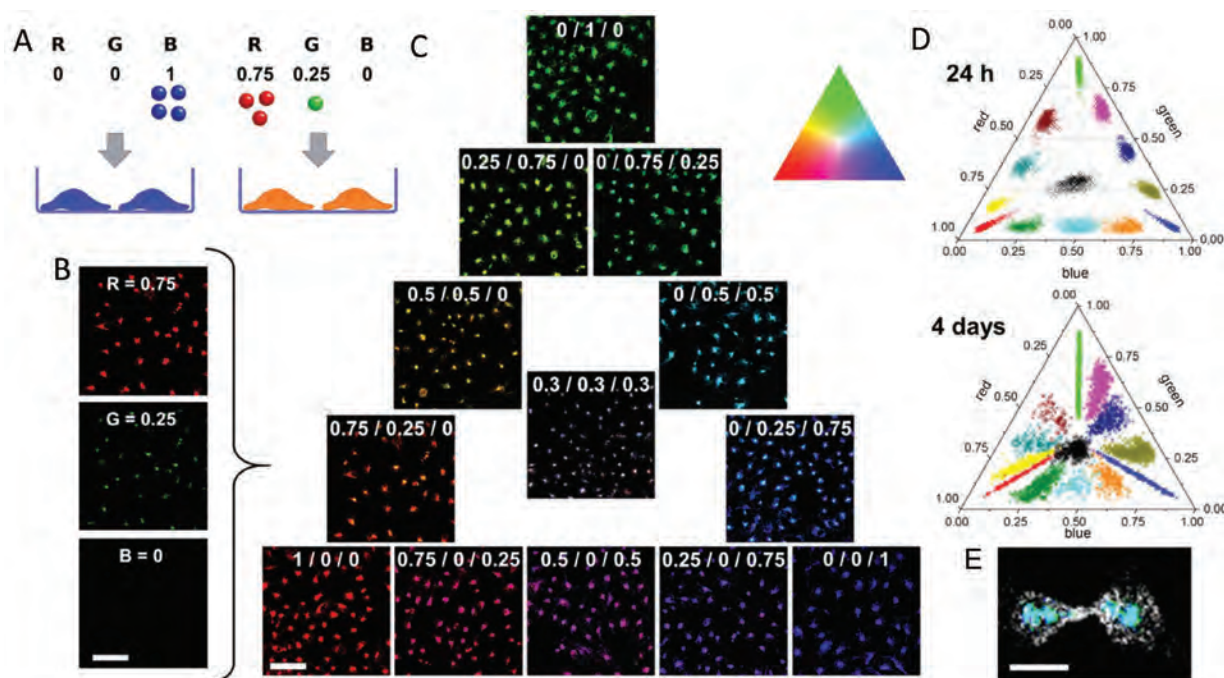 A
R G B
0 0 1
R G B
0.75 0.25 0
B
R = 0.75
G = 0.25
B = 0
C
0 / 1 / 0
0.25 / 0.75 / 0
0 / 0.75 / 0.25
0.5 / 0.5 / 0
0 / 0.5 / 0.5
0.3 / 0.3 / 0.3
0.75 / 0.25 / 0
0 / 0.25 / 0.75
1 / 0 / 0
0.75 / 0 / 0.25
0.5 / 0 / 0.5
0.25 / 0 / 0.75
0 / 0 / 1
D
24 h
0.00
1.00
0.25
0.75
red
green
0.50
0.50
0.75
0.25
1.00
0,00
0.00 0.25 0.50 0.75 1.00
blue
4 days
0.00
1.00
0.25
0.75
red
green
0.50
0.50
0.75
0.25
1.00
0.00
0.00 0.25 0.50 0.75 1.00
blue
E